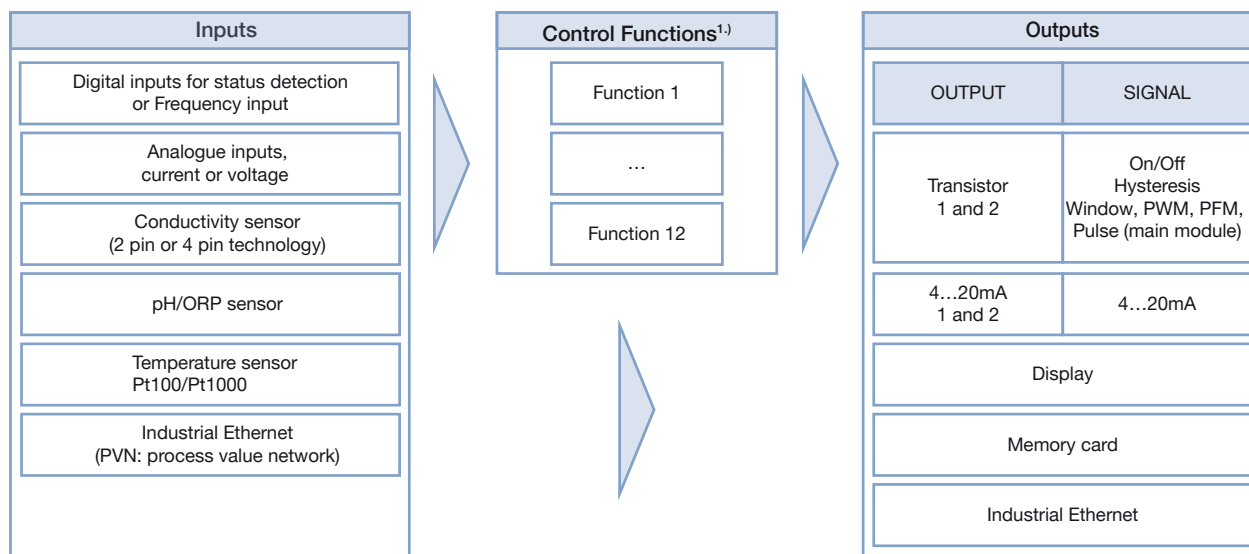 Inputs
Digital inputs for status detection
or Frequency input
Analogue inputs,
current or voltage
Conductivity sensor
(2 pin or 4 pin technology)
pH/ORP sensor
Temperature sensor
Pt100/Pt1000
Industrial Ethernet
(PVN: process value network)
Control Functions1.)
Function 1
...
Function 12
Outputs
OUTPUT
SIGNAL
Transistor
1 and 2
On/Off
Hysteresis
Window, PWM, PFM,
Pulse (main module)
4...20mA
1 and 2
4...20mA
Display
Memory card
Industrial Ethernet